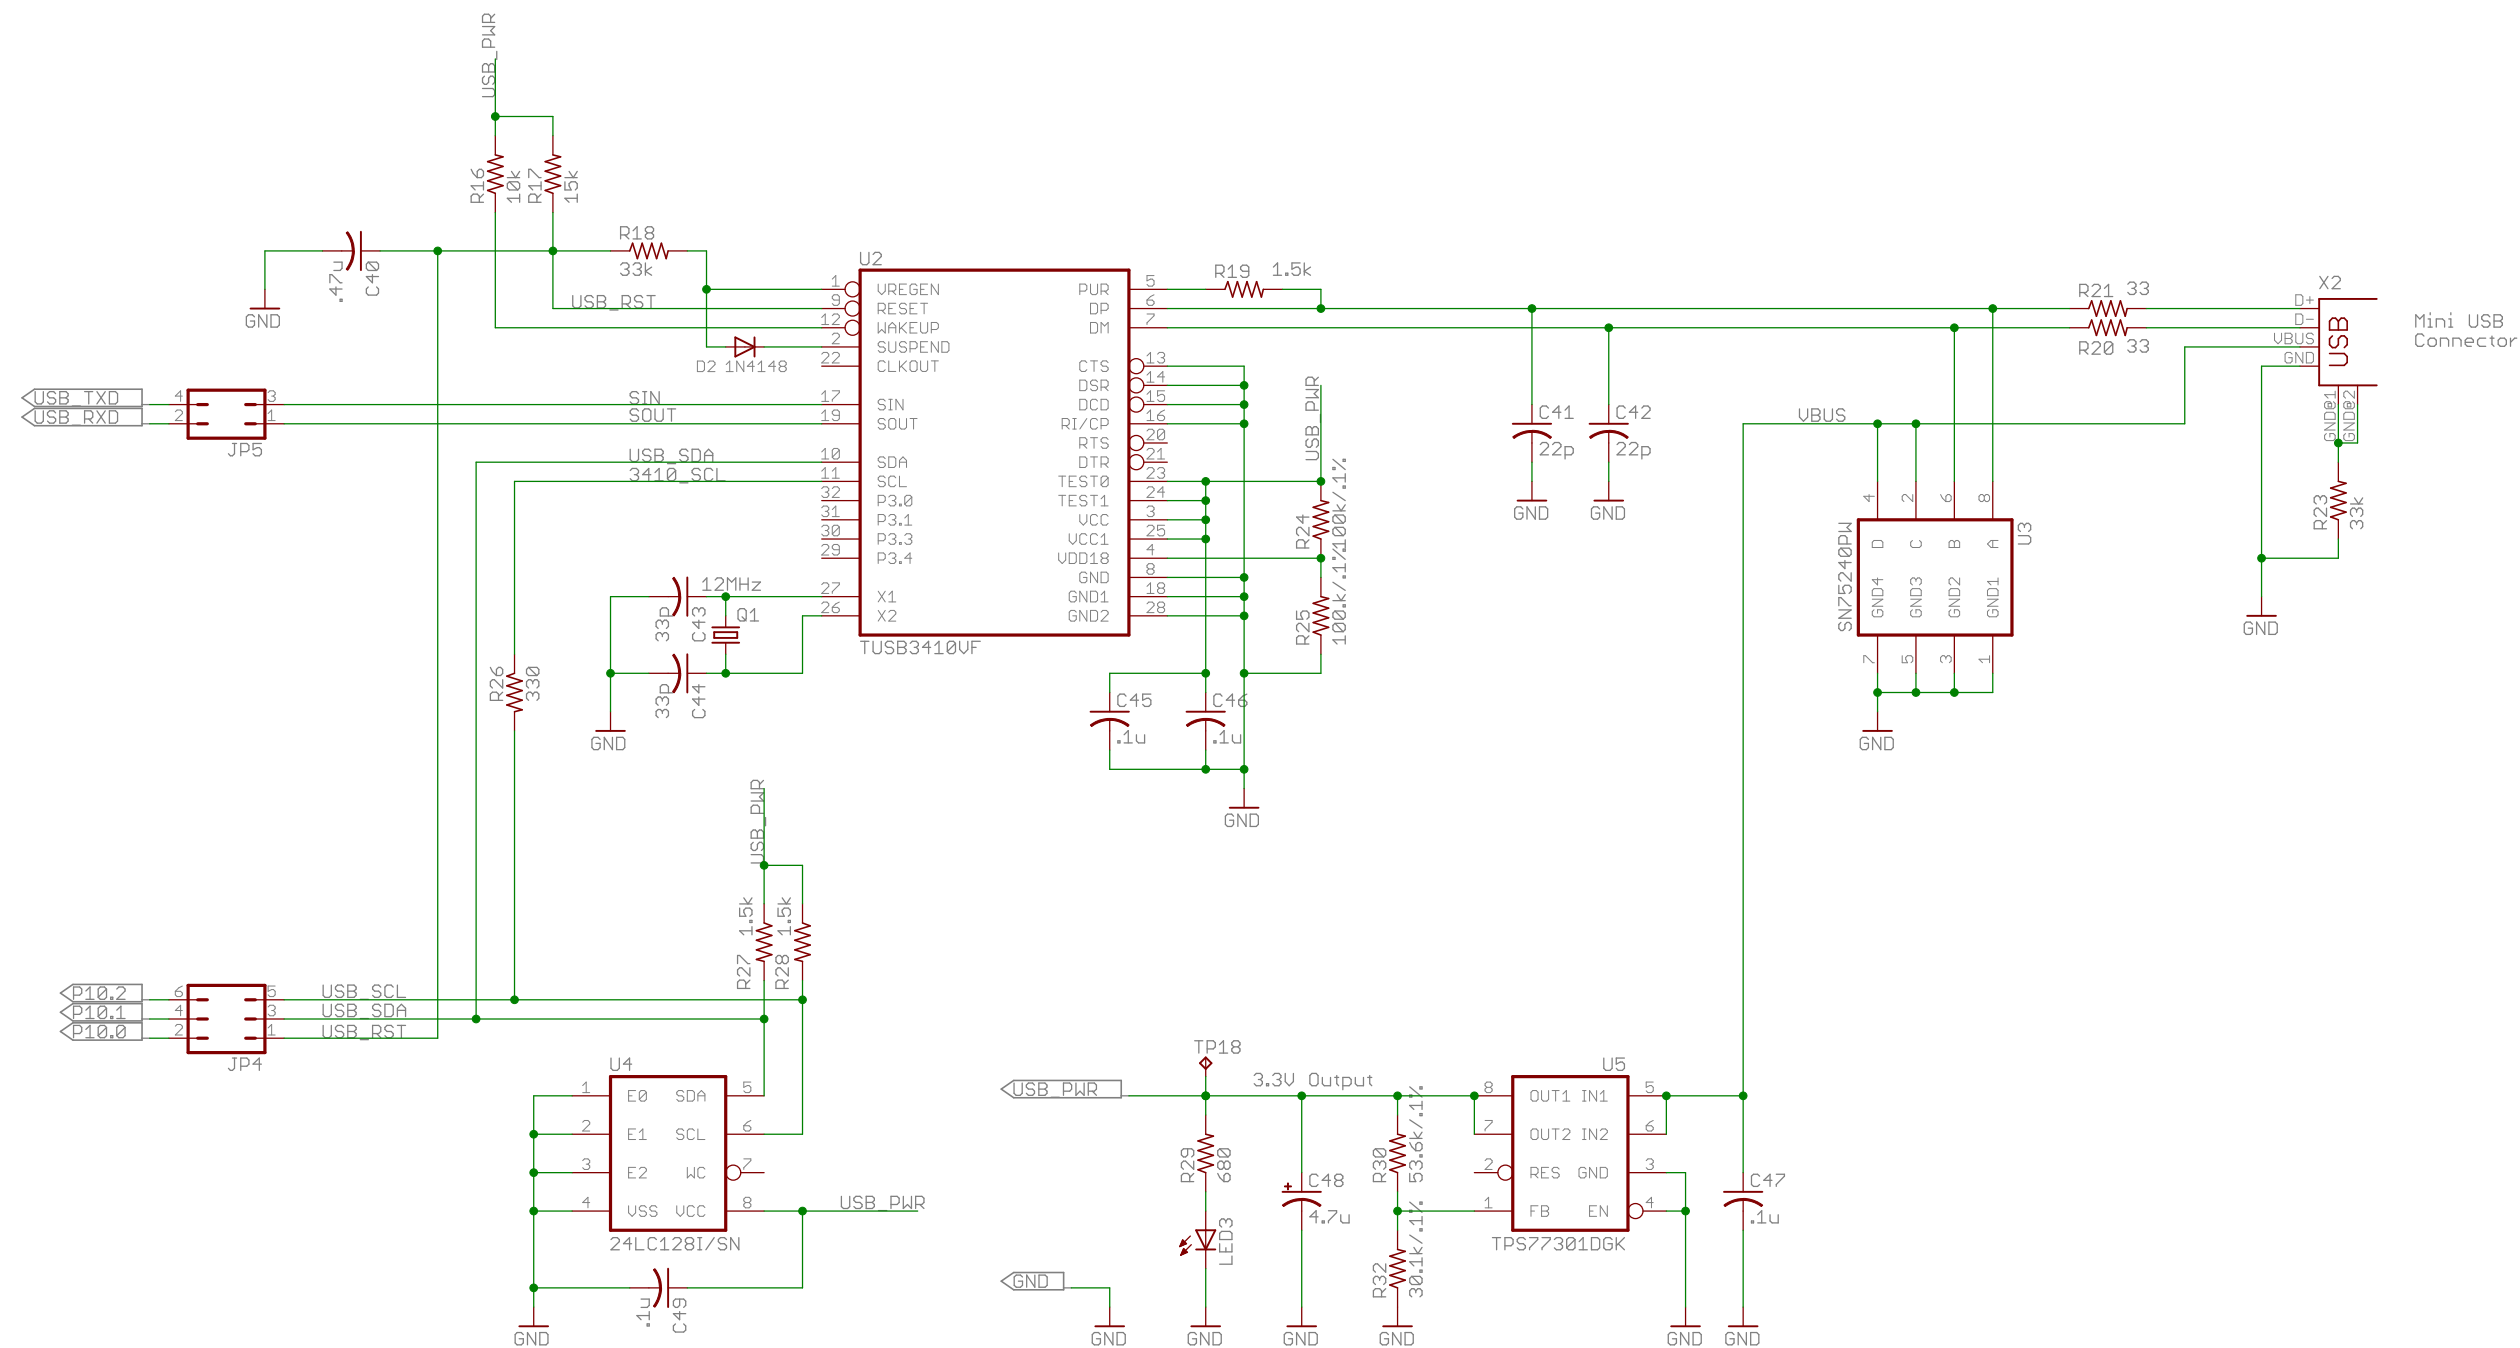 USB_PWR
R16
10k
R17
15k
R18
33k
.47u
C40
GND
USB_RST
D2 1N4148
U2
1 VREGEN
9 RESET
12 WAKEUP
2 SUSPEND
22 CLKOUT
17 SIN
19 SOUT
10 SDA
11 SCL
32 P3.0
31 P3.1
30 P3.3
29 P3.4
27 X1
26 X2
PUR 5
DP 6
DM 7
CTS 13
DSR 14
DCD 15
RI/CP 16
RTS 20
DTR 21
TEST0 23
TEST1 24
VCC 3
VCC1 25
VDD18 4
GND 8
GND1 18
GND2 28
TUSB3410VF
R19 1.5k
USB_TXD
USB_RXD
4 3
2 1
JP5
SIN
SOUT
USB_SDA
3410_SCL
12MHz
33p
C43
Q1
33p
C44
GND
R26
330
USB_PWR
R24
100k/.1%
R25
100.k/.1%
C45
.1u
C46
.1u
GND
C41
22p
GND
C42
22p
GND
R21 33
R20 33
X2
D+
D-
VBUS
GND
USB
GND@1
GND@2
Mini USB
Connector
R23
33k
GND
VBUS
4 2 6 8
D C B A
GND4 GND3 GND2 GND1
7 5 3 1
SN75240PW
U3
GND
USB_PWR
1.5k
R27
1.5k
R28
P10.2
P10.1
P10.0
6 5
4 3
2 1
JP4
USB_SCL
USB_SDA
USB_RST
U4
1 E0 SDA 5
2 E1 SCL 6
3 E2 WC 7
4 VSS VCC 8
24LC128I/SN
USB_PWR
.1u
C49
GND
TP18
USB_PWR
3.3V Output
R29
680
LED3
GND
+
C48
4.7u
GND
R30
53.6k/.1%
R32
30.1k/.1%
GND
GND
GND
U5
8 OUT1 IN1 5
7 OUT2 IN2 6
2 RES GND 3
1 FB EN 4
TPS77301DGK
GND
C47
.1u
GND